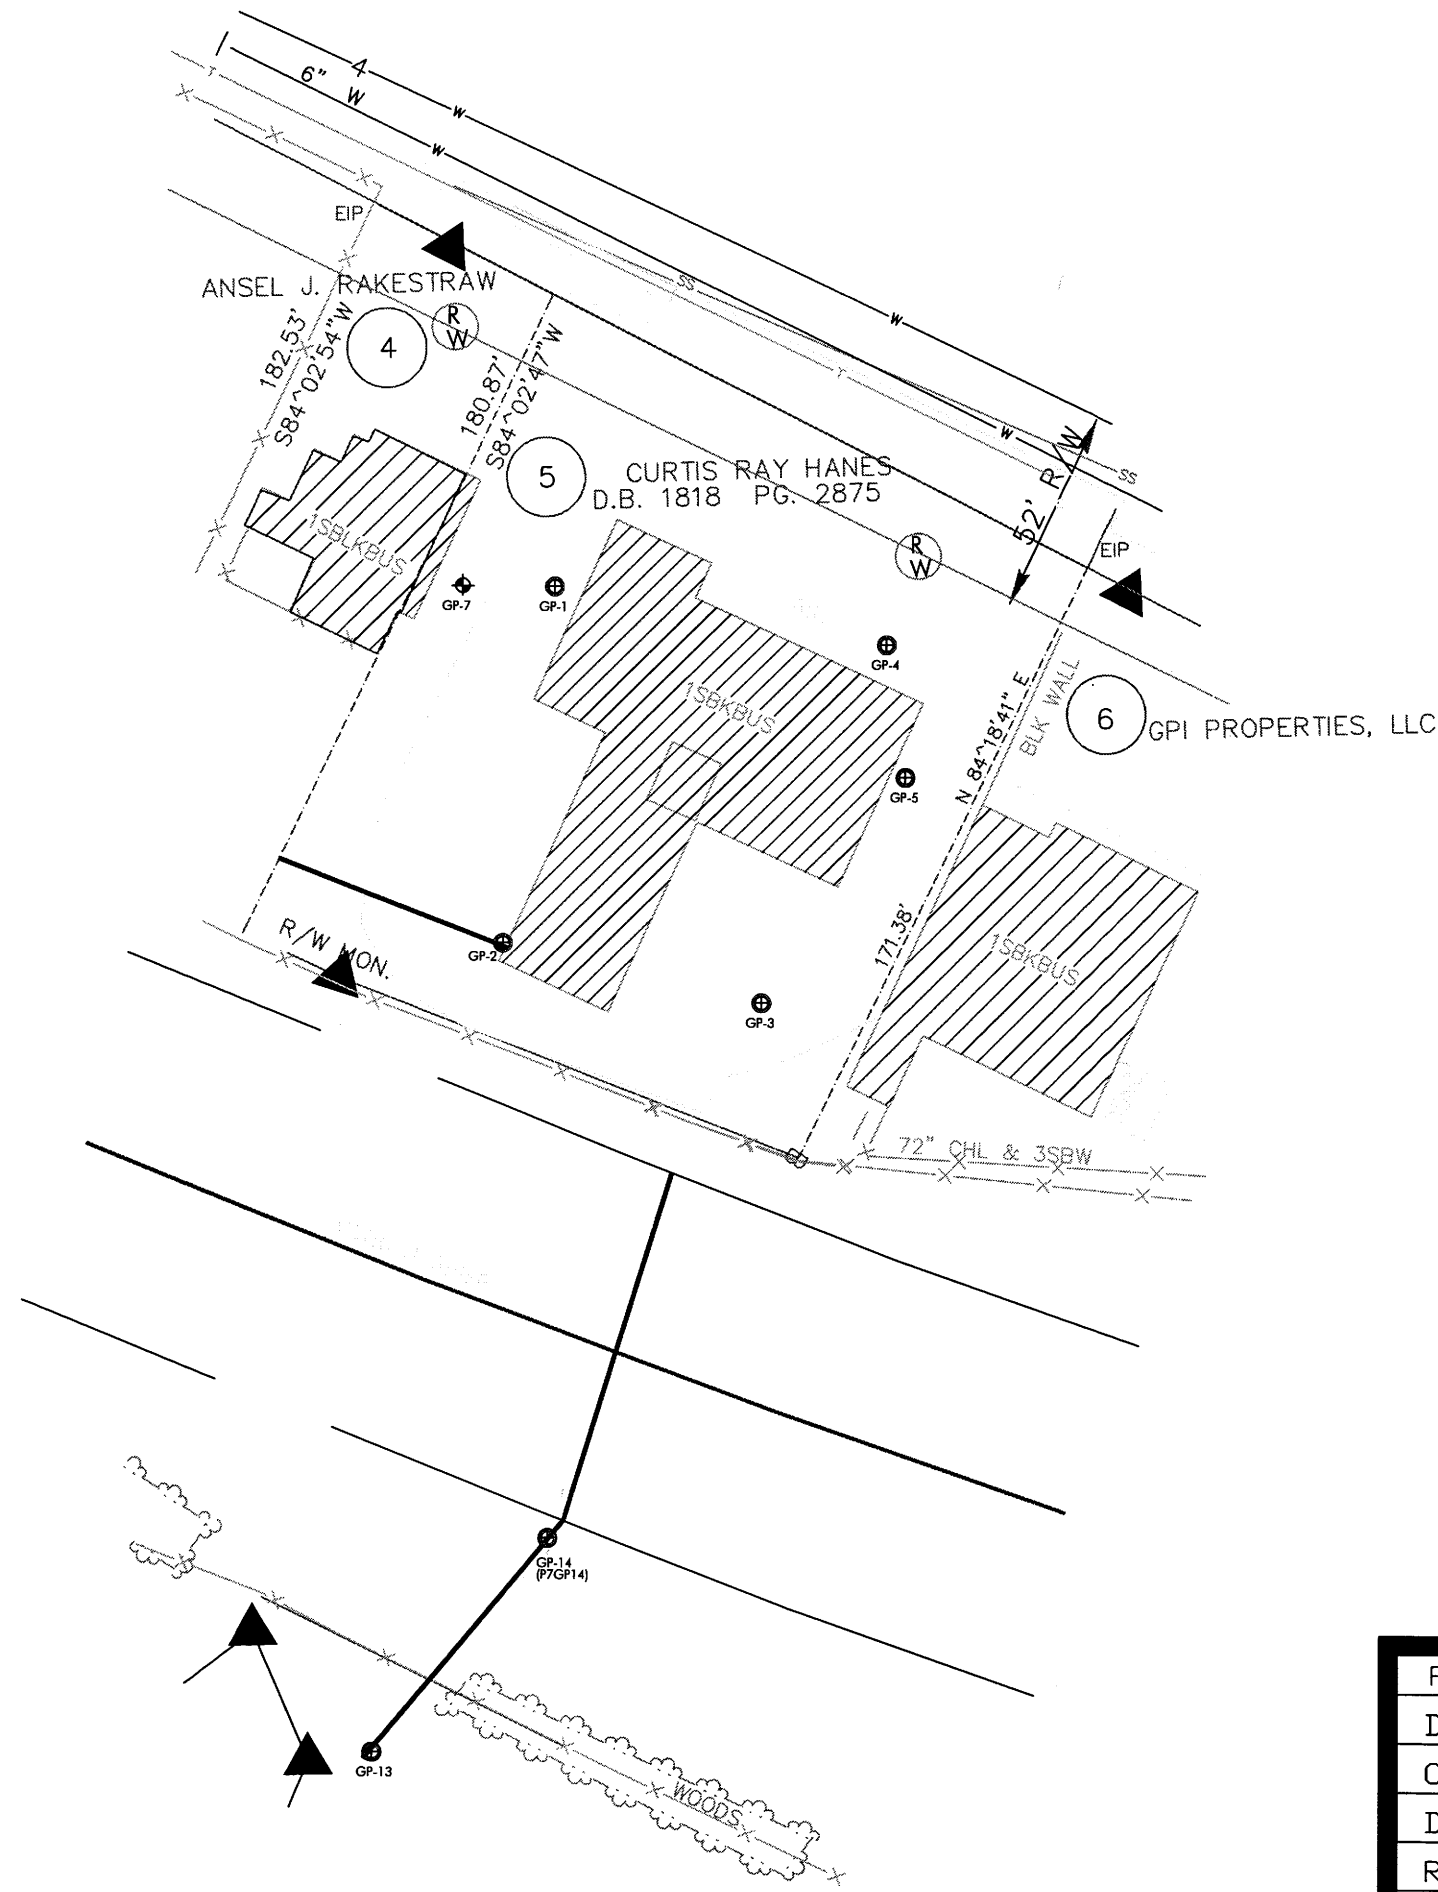 4
6" W
W
W
T
EIP
ANSEL J. RAKESTRAW
R
W
4
182.53'
S84^02'54"W
180.87'
S84^02'47"W
SS
W
T
W
SS
5
CURTIS RAY HANES
D.B. 1818 PG. 2875
52' R/W
R
W
EIP
1SBLKBUS
GP-7
GP-1
GP-4
1SBKBUS
N 84^18'41" E
BLK WALL
6
GPI PROPERTIES, LLC
GP-5
171.38'
1SBKBUS
R/W MON.
GP-2
GP-3
72" CHL & 3SBW
GP-14
(P7GP14)
GP-13
WOODS
D
R